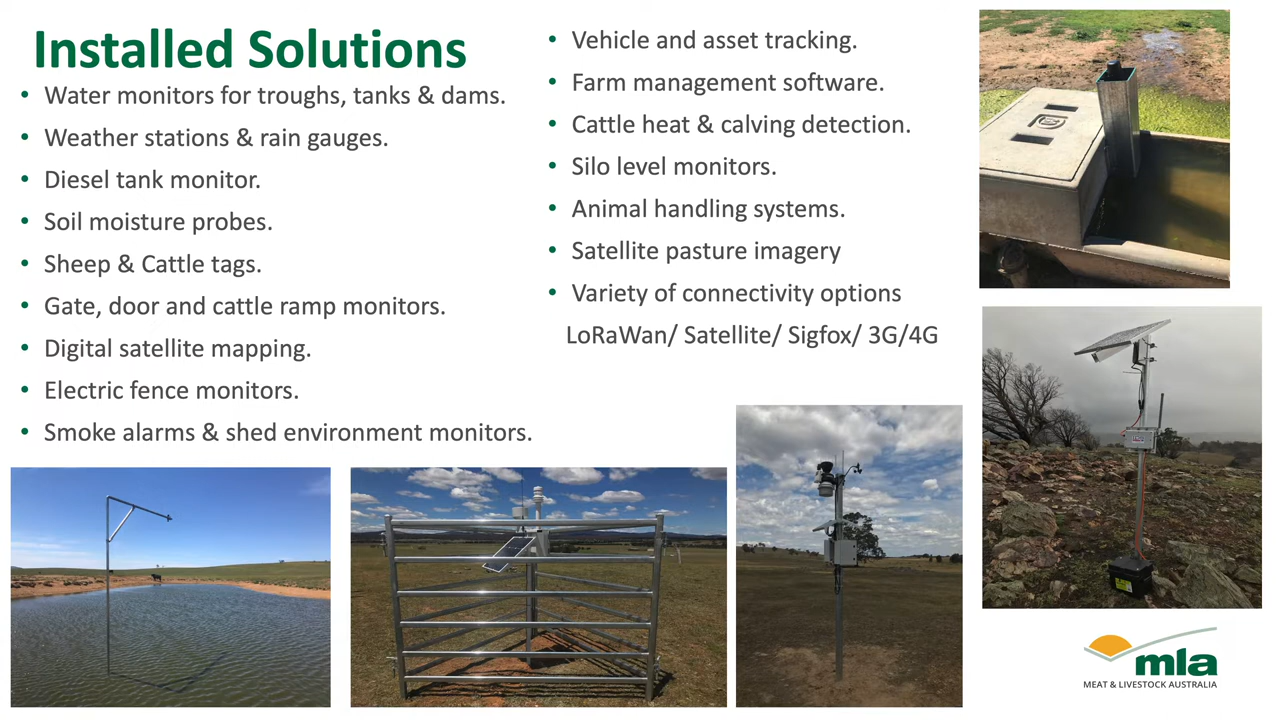 Installed Solutions
• Water monitors for troughs, tanks & dams.
• Weather stations & rain gauges.
• Diesel tank monitor.
• Soil moisture probes.
• Sheep & Cattle tags.
• Gate, door and cattle ramp monitors.
• Digital satellite mapping.
• Electric fence monitors.
• Smoke alarms & shed environment monitors.
• Vehicle and asset tracking.
• Farm management software.
• Cattle heat & calving detection.
• Silo level monitors.
• Animal handling systems.
• Satellite pasture imagery
• Variety of connectivity options
LoRaWan/ Satellite/ Sigfox/ 3G/4G
mla
MEAT & LIVESTOCK AUSTRALIA